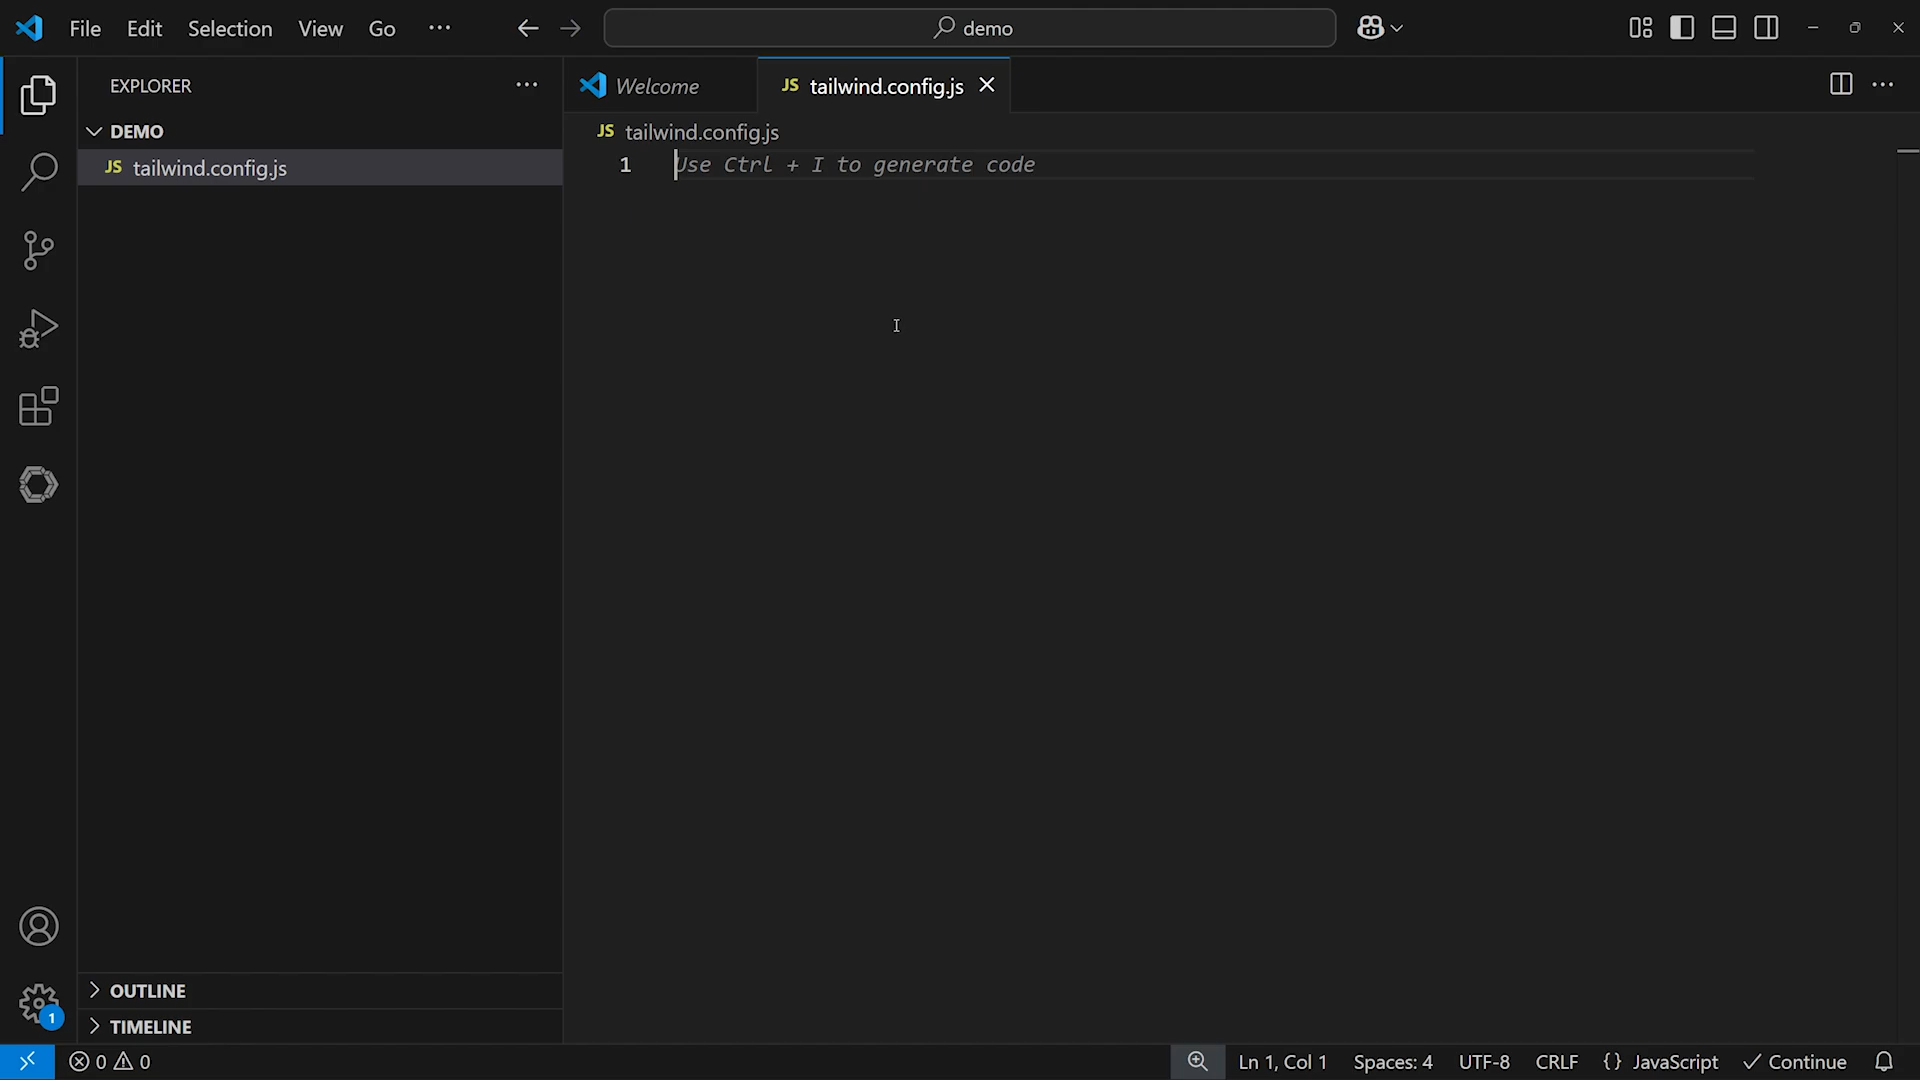 File Edit Selection View Go ··· demo
EXPLORER ···
DEMO
JS tailwind.config.js
OUTLINE
TIMELINE
Welcome
JS tailwind.config.js
JS tailwind.config.js
1 Use Ctrl + I to generate code
1
0 0
Ln 1, Col 1 Spaces: 4 UTF-8 CRLF {} JavaScript Continue